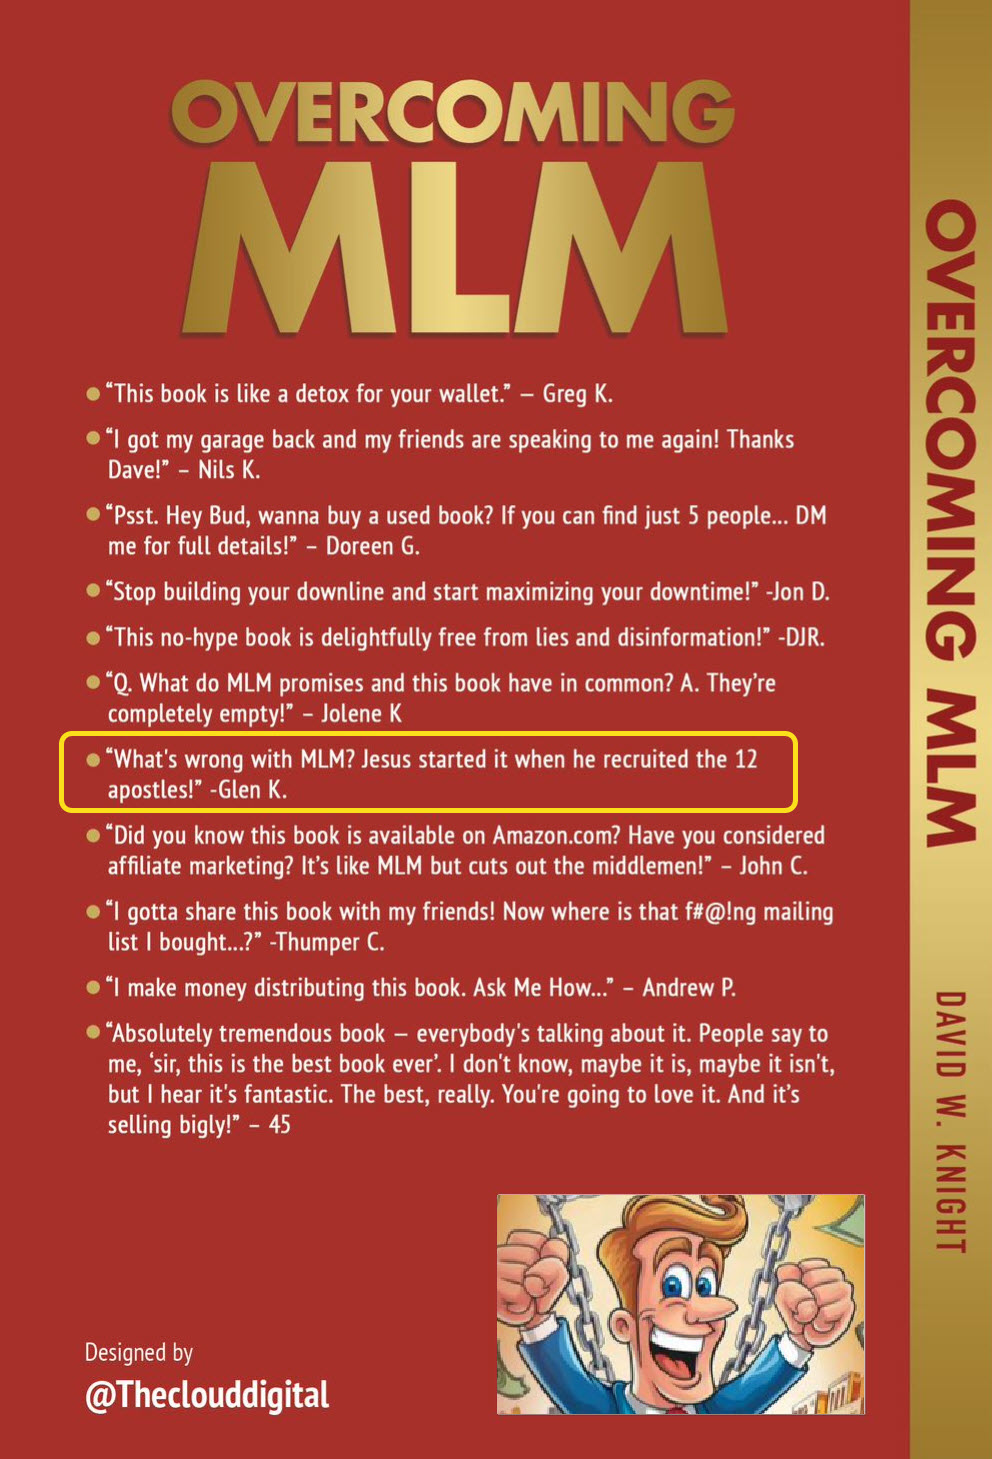 OVERCOMING
MLM
“This book is like a detox for your wallet.” – Greg K.
“I got my garage back and my friends are speaking to me again! Thanks
Dave!” – Nils K.
“Psst. Hey Bud, wanna buy a used book? If you can find just 5 people... DM
me for full details!” – Doreen G.
“Stop building your downline and start maximizing your downtime!” -Jon D.
“This no-hype book is delightfully free from lies and disinformation!” -DJR.
“Q. What do MLM promises and this book have in common? A. They’re
completely empty!” – Jolene K
“What's wrong with MLM? Jesus started it when he recruited the 12
apostles!” -Glen K.
“Did you know this book is available on Amazon.com? Have you considered
affiliate marketing? It’s like MLM but cuts out the middlemen!” – John C.
“I gotta share this book with my friends! Now where is that f#@!ng mailing
list I bought...?” -Thumper C.
“I make money distributing this book. Ask Me How...” – Andrew P.
“Absolutely tremendous book — everybody's talking about it. People say to
me, ‘sir, this is the best book ever’. I don't know, maybe it is, maybe it isn't,
but I hear it's fantastic. The best, really. You're going to love it. And it’s
selling bigly!” – 45
Designed by
@Theclouddigital
OVERCOMING MLM
DAVID W. KNIGHT